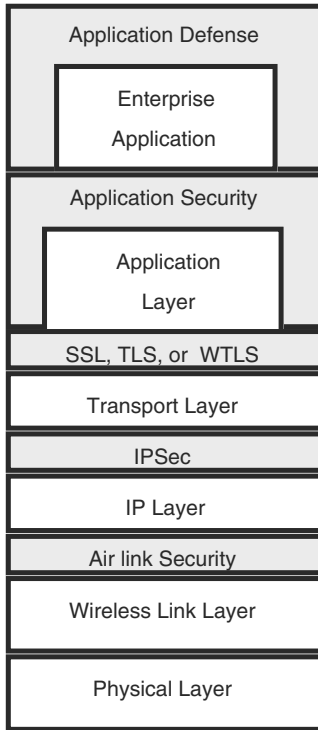 Application Defense
Enterprise
Application
Application Security
Application
Layer
SSL, TLS, or WTLS
Transport Layer
IPSec
IP Layer
Air link Security
Wireless Link Layer
Physical Layer